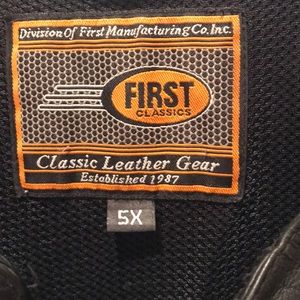 Division Of First Manufacturing Co. Inc.
FIRST
CLASSICS
Classic Leather Gear
Established 1987
5X